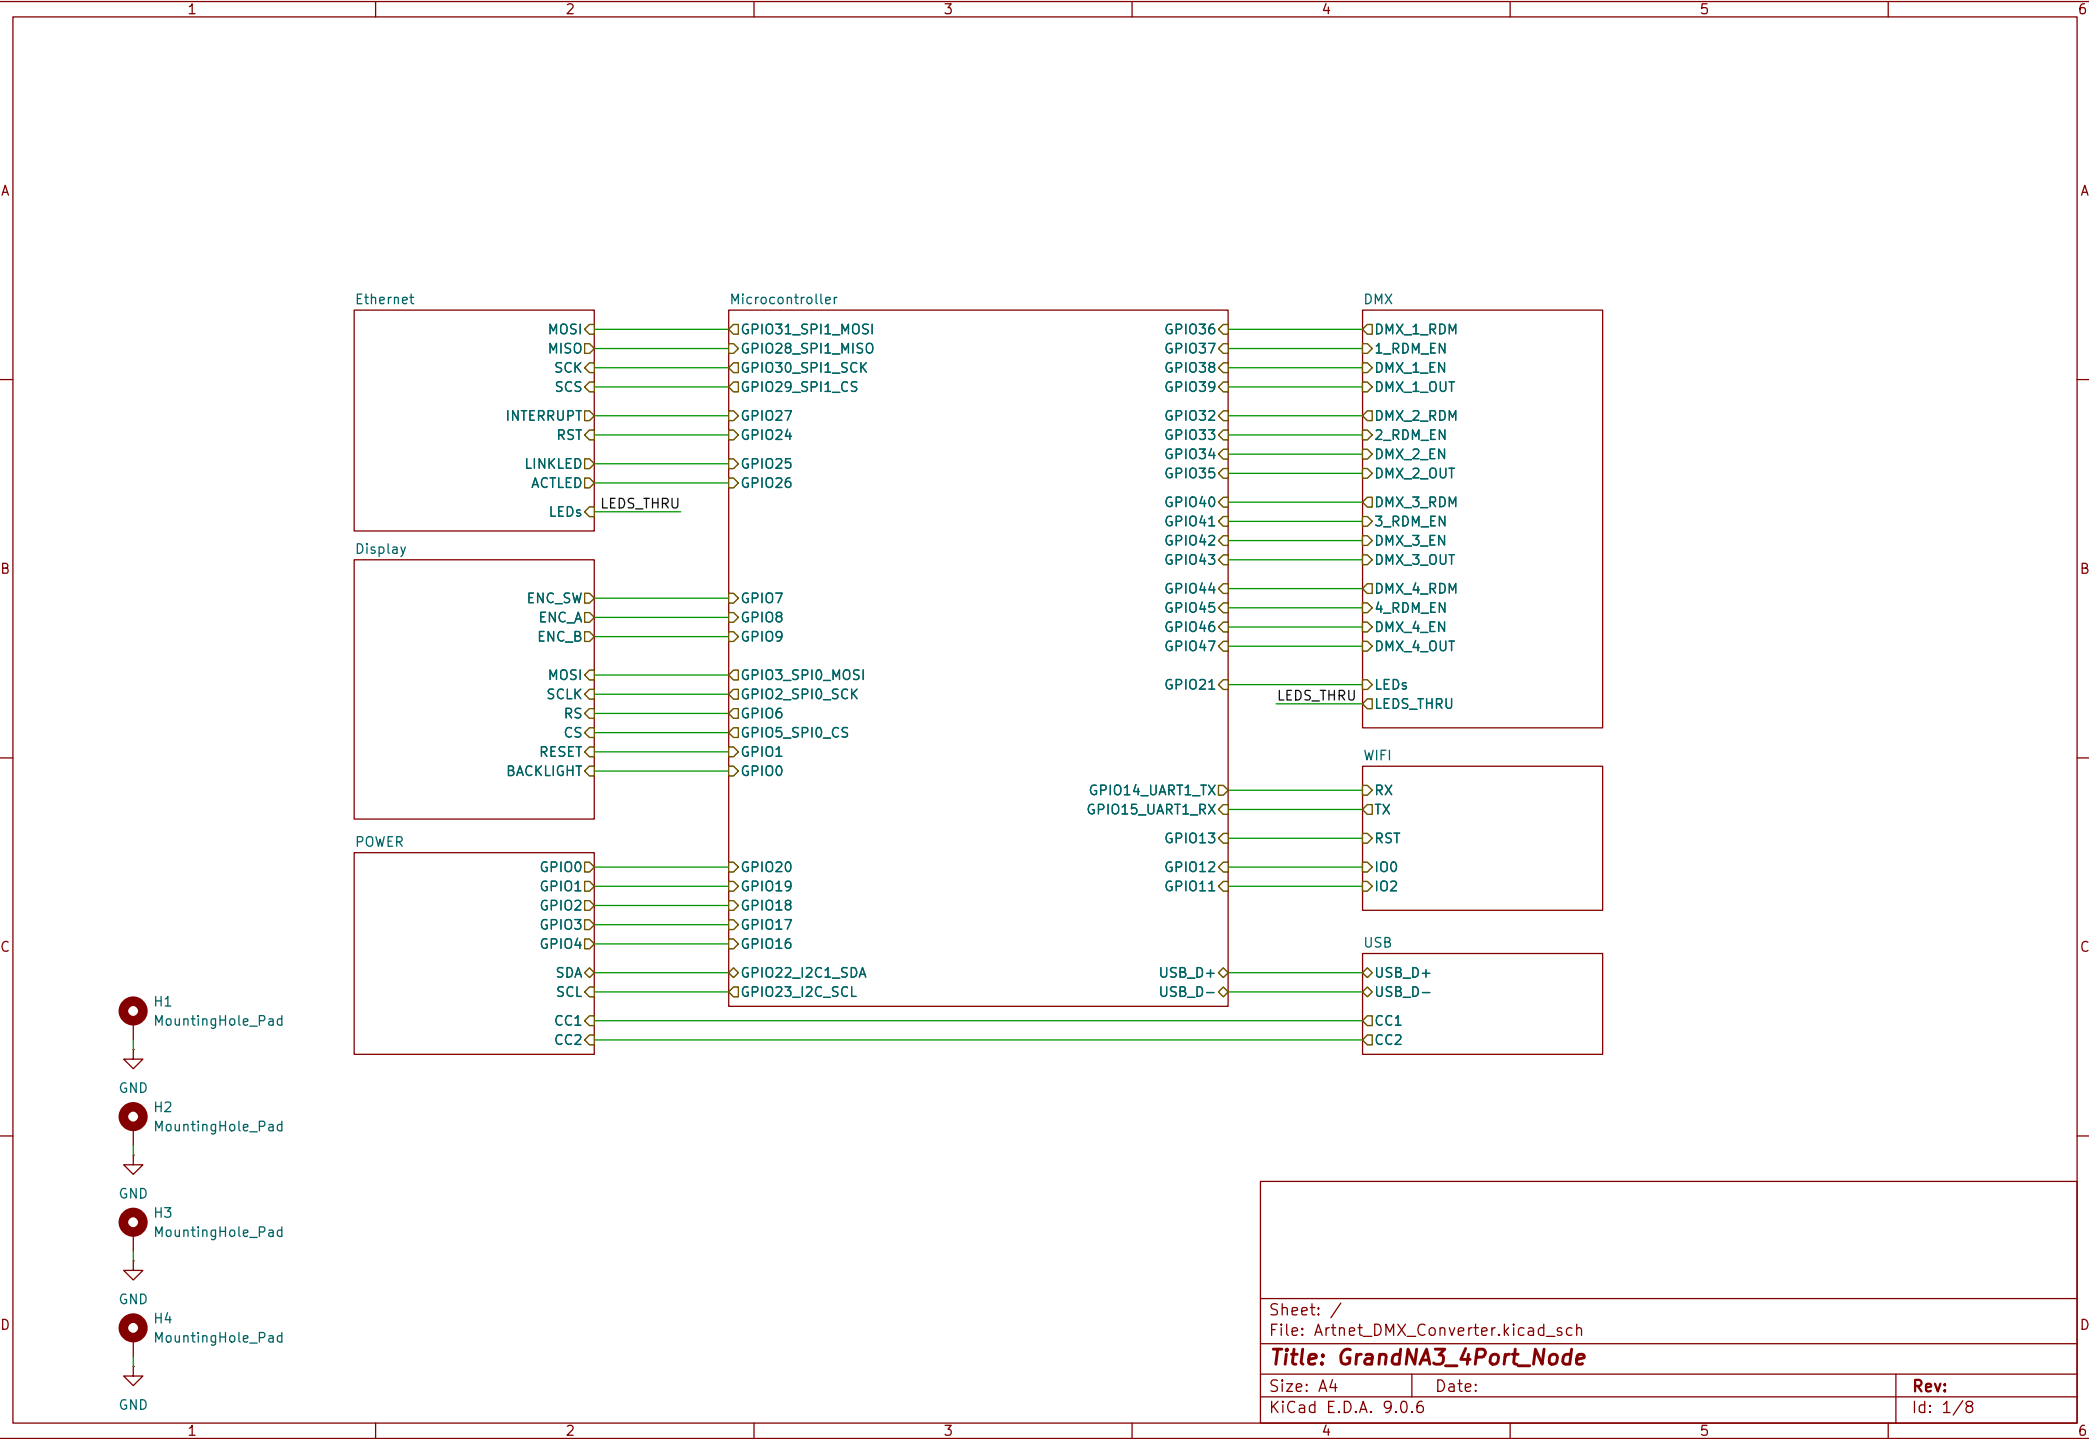 1 2 3 4 5 6
A A
B B
C C
D D
Ethernet
MOSI
MISO
SCK
SCS
INTERRUPT
RST
LINKLED
ACTLED
LEDs
LEDS_THRU
Display
ENC_SW
ENC_A
ENC_B
MOSI
SCLK
RS
CS
RESET
BACKLIGHT
POWER
GPIO0
GPIO1
GPIO2
GPIO3
GPIO4
SDA
SCL
CC1
CC2
Microcontroller
GPIO31_SPI1_MOSI
GPIO28_SPI1_MISO
GPIO30_SPI1_SCK
GPIO29_SPI1_CS
GPIO27
GPIO24
GPIO25
GPIO26
GPIO7
GPIO8
GPIO9
GPIO3_SPI0_MOSI
GPIO2_SPI0_SCK
GPIO6
GPIO5_SPI0_CS
GPIO1
GPIO0
GPIO20
GPIO19
GPIO18
GPIO17
GPIO16
GPIO22_I2C1_SDA
GPIO23_I2C_SCL
GPIO36
GPIO37
GPIO38
GPIO39
GPIO32
GPIO33
GPIO34
GPIO35
GPIO40
GPIO41
GPIO42
GPIO43
GPIO44
GPIO45
GPIO46
GPIO47
GPIO21
GPIO14_UART1_TX
GPIO15_UART1_RX
GPIO13
GPIO12
GPIO11
USB_D+
USB_D-
DMX
DMX_1_RDM
1_RDM_EN
DMX_1_EN
DMX_1_OUT
DMX_2_RDM
2_RDM_EN
DMX_2_EN
DMX_2_OUT
DMX_3_RDM
3_RDM_EN
DMX_3_EN
DMX_3_OUT
DMX_4_RDM
4_RDM_EN
DMX_4_EN
DMX_4_OUT
LEDs
LEDS_THRU
LEDS_THRU
WIFI
RX
TX
RST
IO0
IO2
USB
USB_D+
USB_D-
CC1
CC2
H1
MountingHole_Pad
GND
H2
MountingHole_Pad
GND
H3
MountingHole_Pad
GND
H4
MountingHole_Pad
GND
Sheet: /
File: Artnet_DMX_Converter.kicad_sch
Title: GrandNA3_4Port_Node
Size: A4 Date: Rev:
KiCad E.D.A. 9.0.6 Id: 1/8
1 2 3 4 5 6